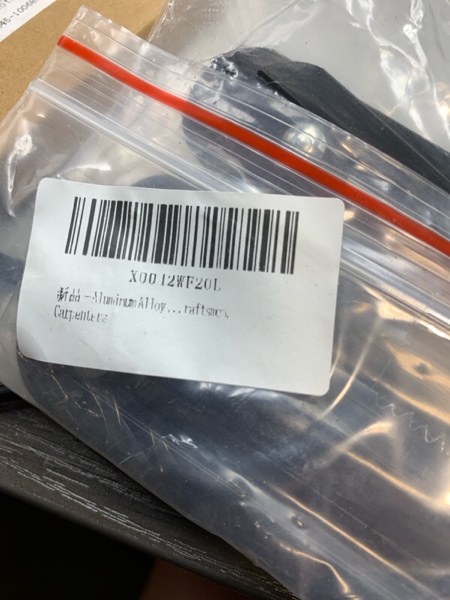 X0012WF20L
新品 -Aluminum Alloy...raftsmen,
Carpenters